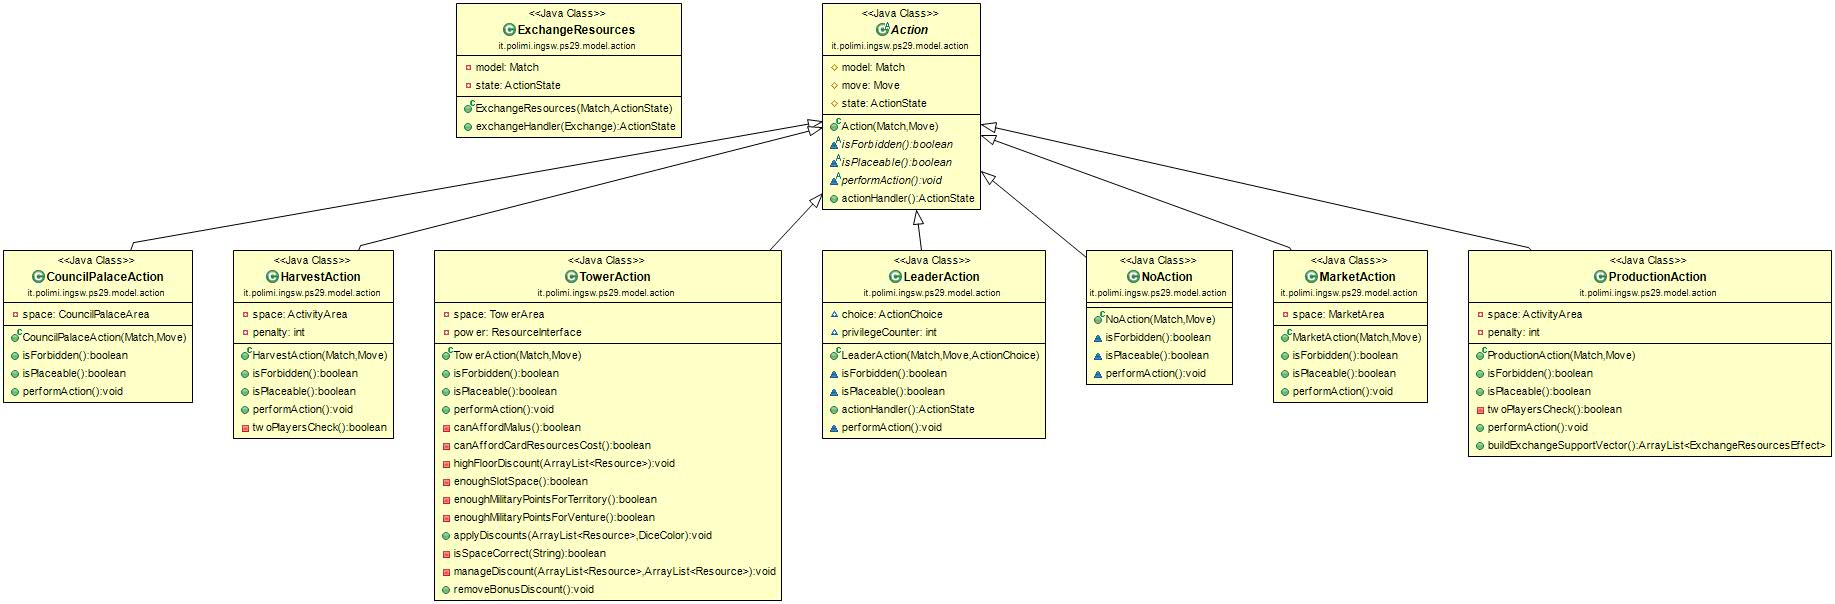 <<Java Class>>
ExchangeResources
it.polimi.ingsw.ps29.model.action
model: Match
state: ActionState
ExchangeResources(Match,ActionState)
exchangeHandler(Exchange):ActionState
<<Java Class>>
Action
it.polimi.ingsw.ps29.model.action
model: Match
move: Move
state: ActionState
Action(Match,Move)
isForbidden():boolean
isPlaceable():boolean
performAction():void
actionHandler():ActionState
<<Java Class>>
CouncilPalaceAction
it.polimi.ingsw.ps29.model.action
space: CouncilPalaceArea
CouncilPalaceAction(Match,Move)
isForbidden():boolean
isPlaceable():boolean
performAction():void
<<Java Class>>
HarvestAction
it.polimi.ingsw.ps29.model.action
space: ActivityArea
penalty: int
HarvestAction(Match,Move)
isForbidden():boolean
isPlaceable():boolean
performAction():void
twoPlayersCheck():boolean
<<Java Class>>
TowerAction
it.polimi.ingsw.ps29.model.action
space: TowerArea
power: ResourceInterface
TowerAction(Match,Move)
isForbidden():boolean
isPlaceable():boolean
performAction():void
canAffordMalus():boolean
canAffordCardResourcesCost():boolean
highFloorDiscount(ArrayList<Resource>):void
enoughSlotSpace():boolean
enoughMilitaryPointsForTerritory():boolean
enoughMilitaryPointsForVenture():boolean
applyDiscounts(ArrayList<Resource>,DiceColor):void
isSpaceCorrect(String):boolean
manageDiscount(ArrayList<Resource>,ArrayList<Resource>):void
removeBonusDiscount():void
<<Java Class>>
LeaderAction
it.polimi.ingsw.ps29.model.action
choice: ActionChoice
privilegeCounter: int
LeaderAction(Match,Move,ActionChoice)
isForbidden():boolean
isPlaceable():boolean
actionHandler():ActionState
performAction():void
<<Java Class>>
NoAction
it.polimi.ingsw.ps29.model.action
NoAction(Match,Move)
isForbidden():boolean
isPlaceable():boolean
performAction():void
<<Java Class>>
MarketAction
it.polimi.ingsw.ps29.model.action
space: MarketArea
MarketAction(Match,Move)
isForbidden():boolean
isPlaceable():boolean
performAction():void
<<Java Class>>
ProductionAction
it.polimi.ingsw.ps29.model.action
space: ActivityArea
penalty: int
ProductionAction(Match,Move)
isForbidden():boolean
isPlaceable():boolean
twoPlayersCheck():boolean
performAction():void
buildExchangeSupportVector():ArrayList<ExchangeResourcesEffect>